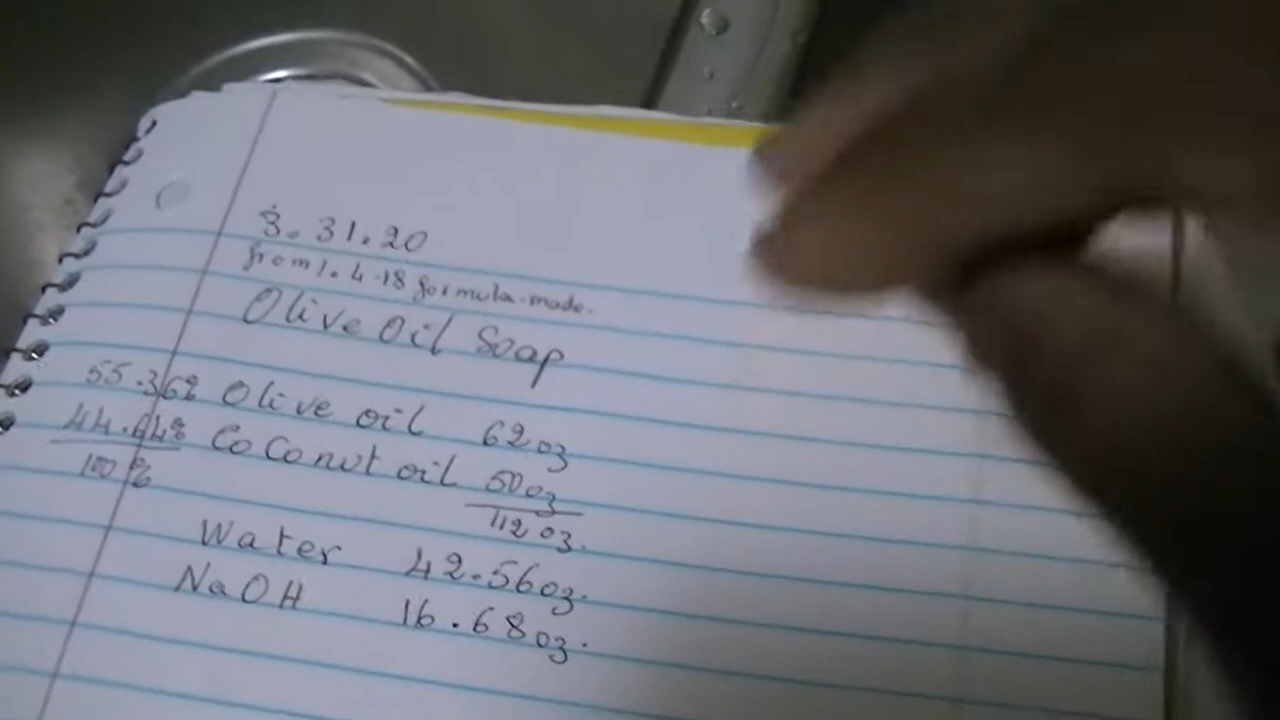 3.31.20
from 1.4.18 formula made.
Olive Oil Soap
55.36% Olive oil 62oz
44.64% CoConut oil 50oz
100% 112oz.
Water 42.56oz.
NaOH 16.68oz.